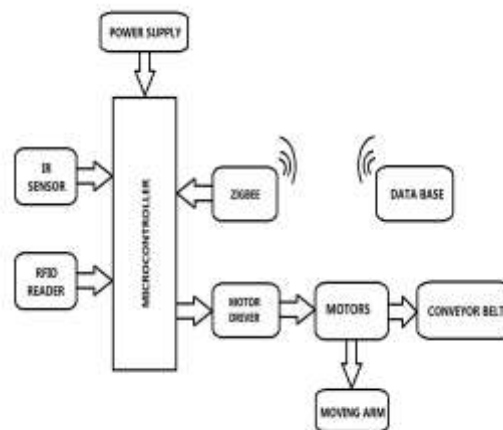 POWER SUPPLY
IR
SENSOR
MICROCONTROLLER
ZIGBEE
DATA BASE
RFID
READER
MOTOR
DRIVER
MOTORS
CONVEYOR BELT
MOVING ARM